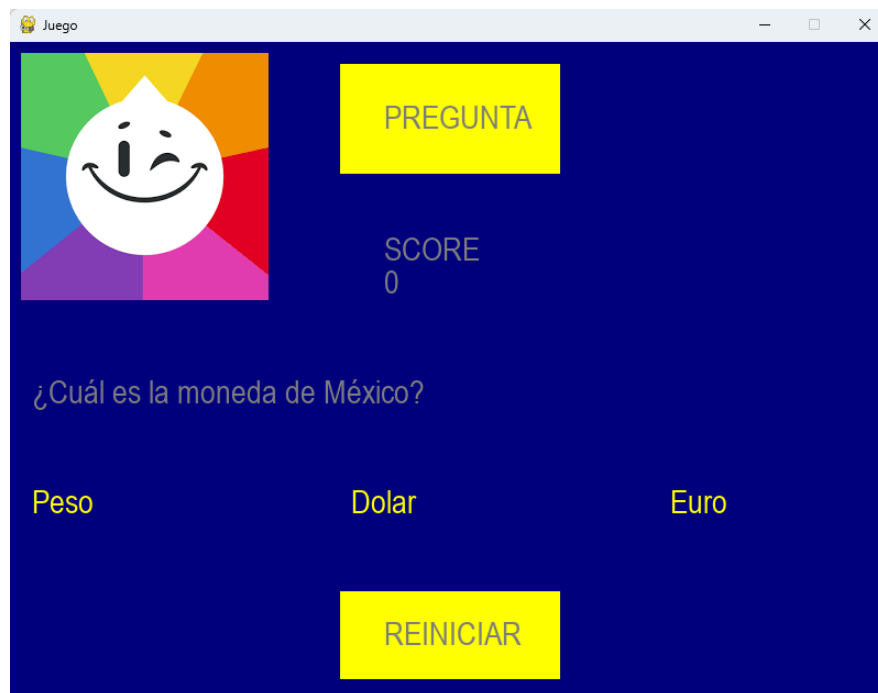 Juego
PREGUNTA
SCORE
0
¿Cuál es la moneda de México?
Peso
Dolar
Euro
REINICIAR